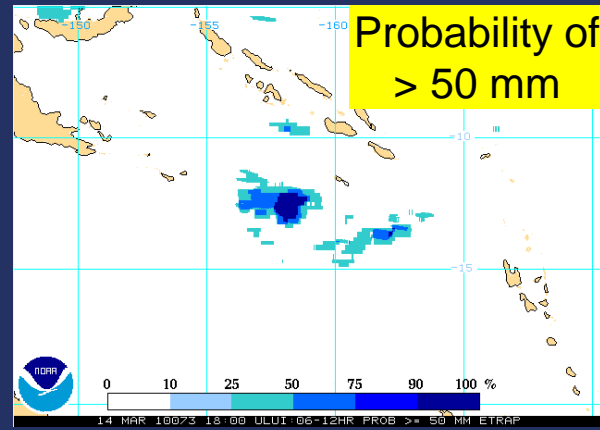 Probability of
> 50 mm
-150 -155 -160
-10
-15
NOAA
0 10 25 50 75 90 100 %
14 MAR 10073 18:00 ULUI:06-12HR PROB >= 50 MM ETRAP